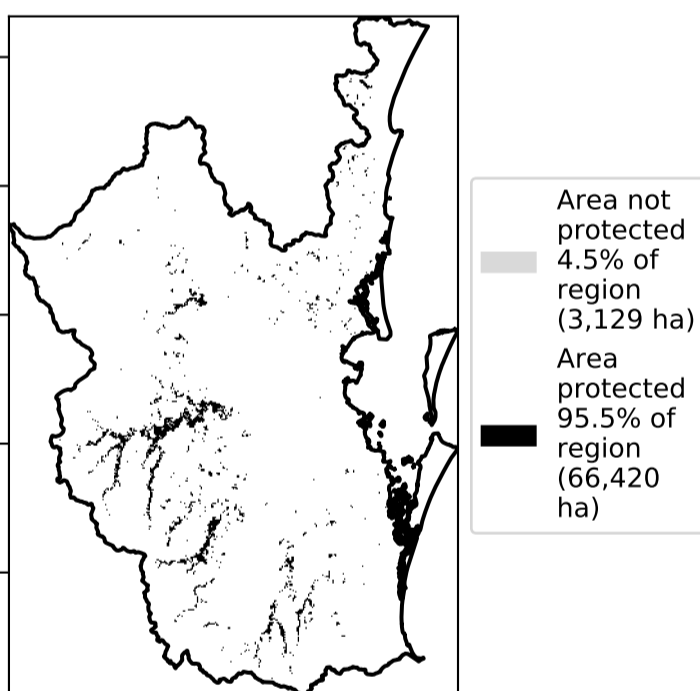 Area not
protected
4.5% of
region
(3,129 ha)
Area
protected
95.5% of
region
(66,420
ha)